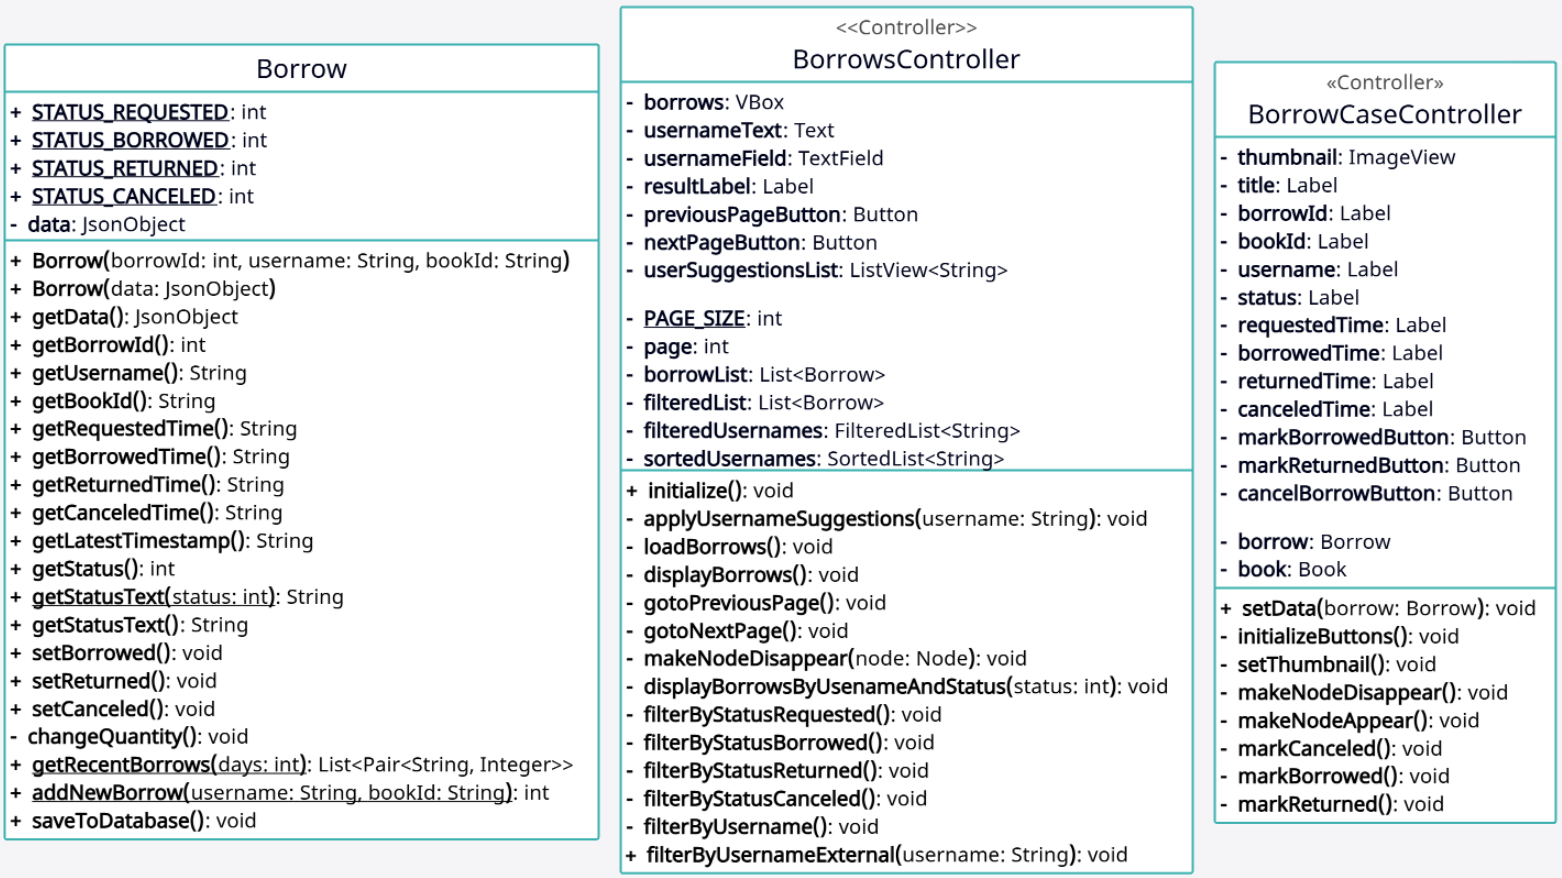 Borrow
+ STATUS_REQUESTED: int
+ STATUS_BORROWED: int
+ STATUS_RETURNED: int
+ STATUS_CANCELED: int
- data: JsonObject
+ Borrow(borrowId: int, username: String, bookId: String)
+ Borrow(data: JsonObject)
+ getData(): JsonObject
+ getBorrowId(): int
+ getUsername(): String
+ getBookId(): String
+ getRequestedTime(): String
+ getBorrowedTime(): String
+ getReturnedTime(): String
+ getCanceledTime(): String
+ getLatestTimestamp(): String
+ getStatus(): int
+ getStatusText(status: int): String
+ getStatusText(): String
+ setBorrowed(): void
+ setReturned(): void
+ setCanceled(): void
- changeQuantity(): void
+ getRecentBorrows(days: int): List<Pair<String, Integer>>
+ addNewBorrow(username: String, bookId: String): int
+ saveToDatabase(): void
<<Controller>>
BorrowsController
- borrows: VBox
- usernameText: Text
- usernameField: TextField
- resultLabel: Label
- previousPageButton: Button
- nextPageButton: Button
- userSuggestionsList: ListView<String>
- PAGE_SIZE: int
- page: int
- borrowList: List<Borrow>
- filteredList: List<Borrow>
- filteredUsernames: FilteredList<String>
- sortedUsernames: SortedList<String>
+ initialize(): void
- applyUsernameSuggestions(username: String): void
- loadBorrows(): void
- displayBorrows(): void
- gotoPreviousPage(): void
- gotoNextPage(): void
- makeNodeDisappear(node: Node): void
- displayBorrowsByUsenameAndStatus(status: int): void
- filterByStatusRequested(): void
- filterByStatusBorrowed(): void
- filterByStatusReturned(): void
- filterByStatusCanceled(): void
- filterByUsername(): void
+ filterByUsernameExternal(username: String): void
«Controller»
BorrowCaseController
- thumbnail: ImageView
- title: Label
- borrowId: Label
- bookId: Label
- username: Label
- status: Label
- requestedTime: Label
- borrowedTime: Label
- returnedTime: Label
- canceledTime: Label
- markBorrowedButton: Button
- markReturnedButton: Button
- cancelBorrowButton: Button
- borrow: Borrow
- book: Book
+ setData(borrow: Borrow): void
- initializeButtons(): void
- setThumbnail(): void
- makeNodeDisappear(): void
- makeNodeAppear(): void
- markCanceled(): void
- markBorrowed(): void
- markReturned(): void